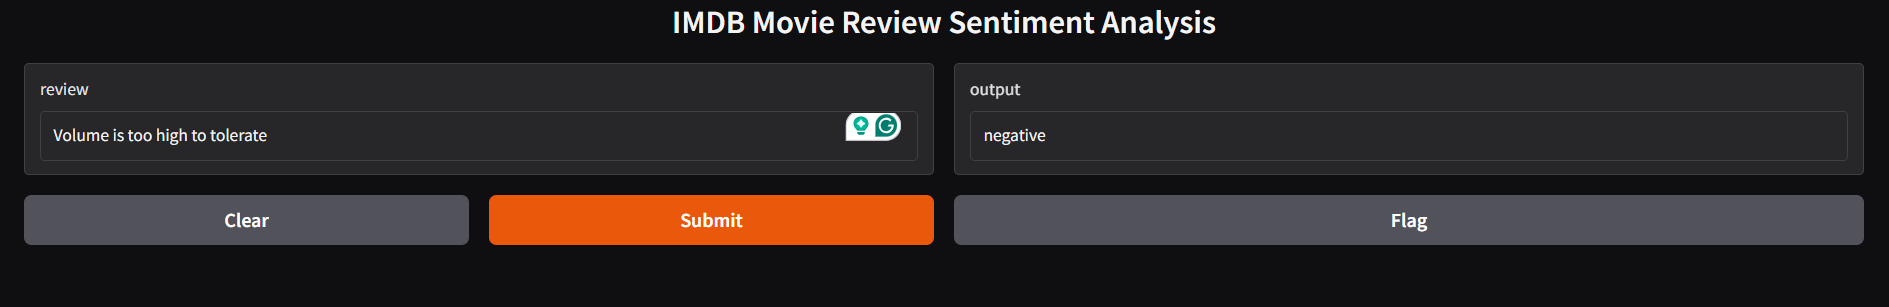 IMDB Movie Review Sentiment Analysis
review
Volume is too high to tolerate
output
negative
Clear
Submit
Flag